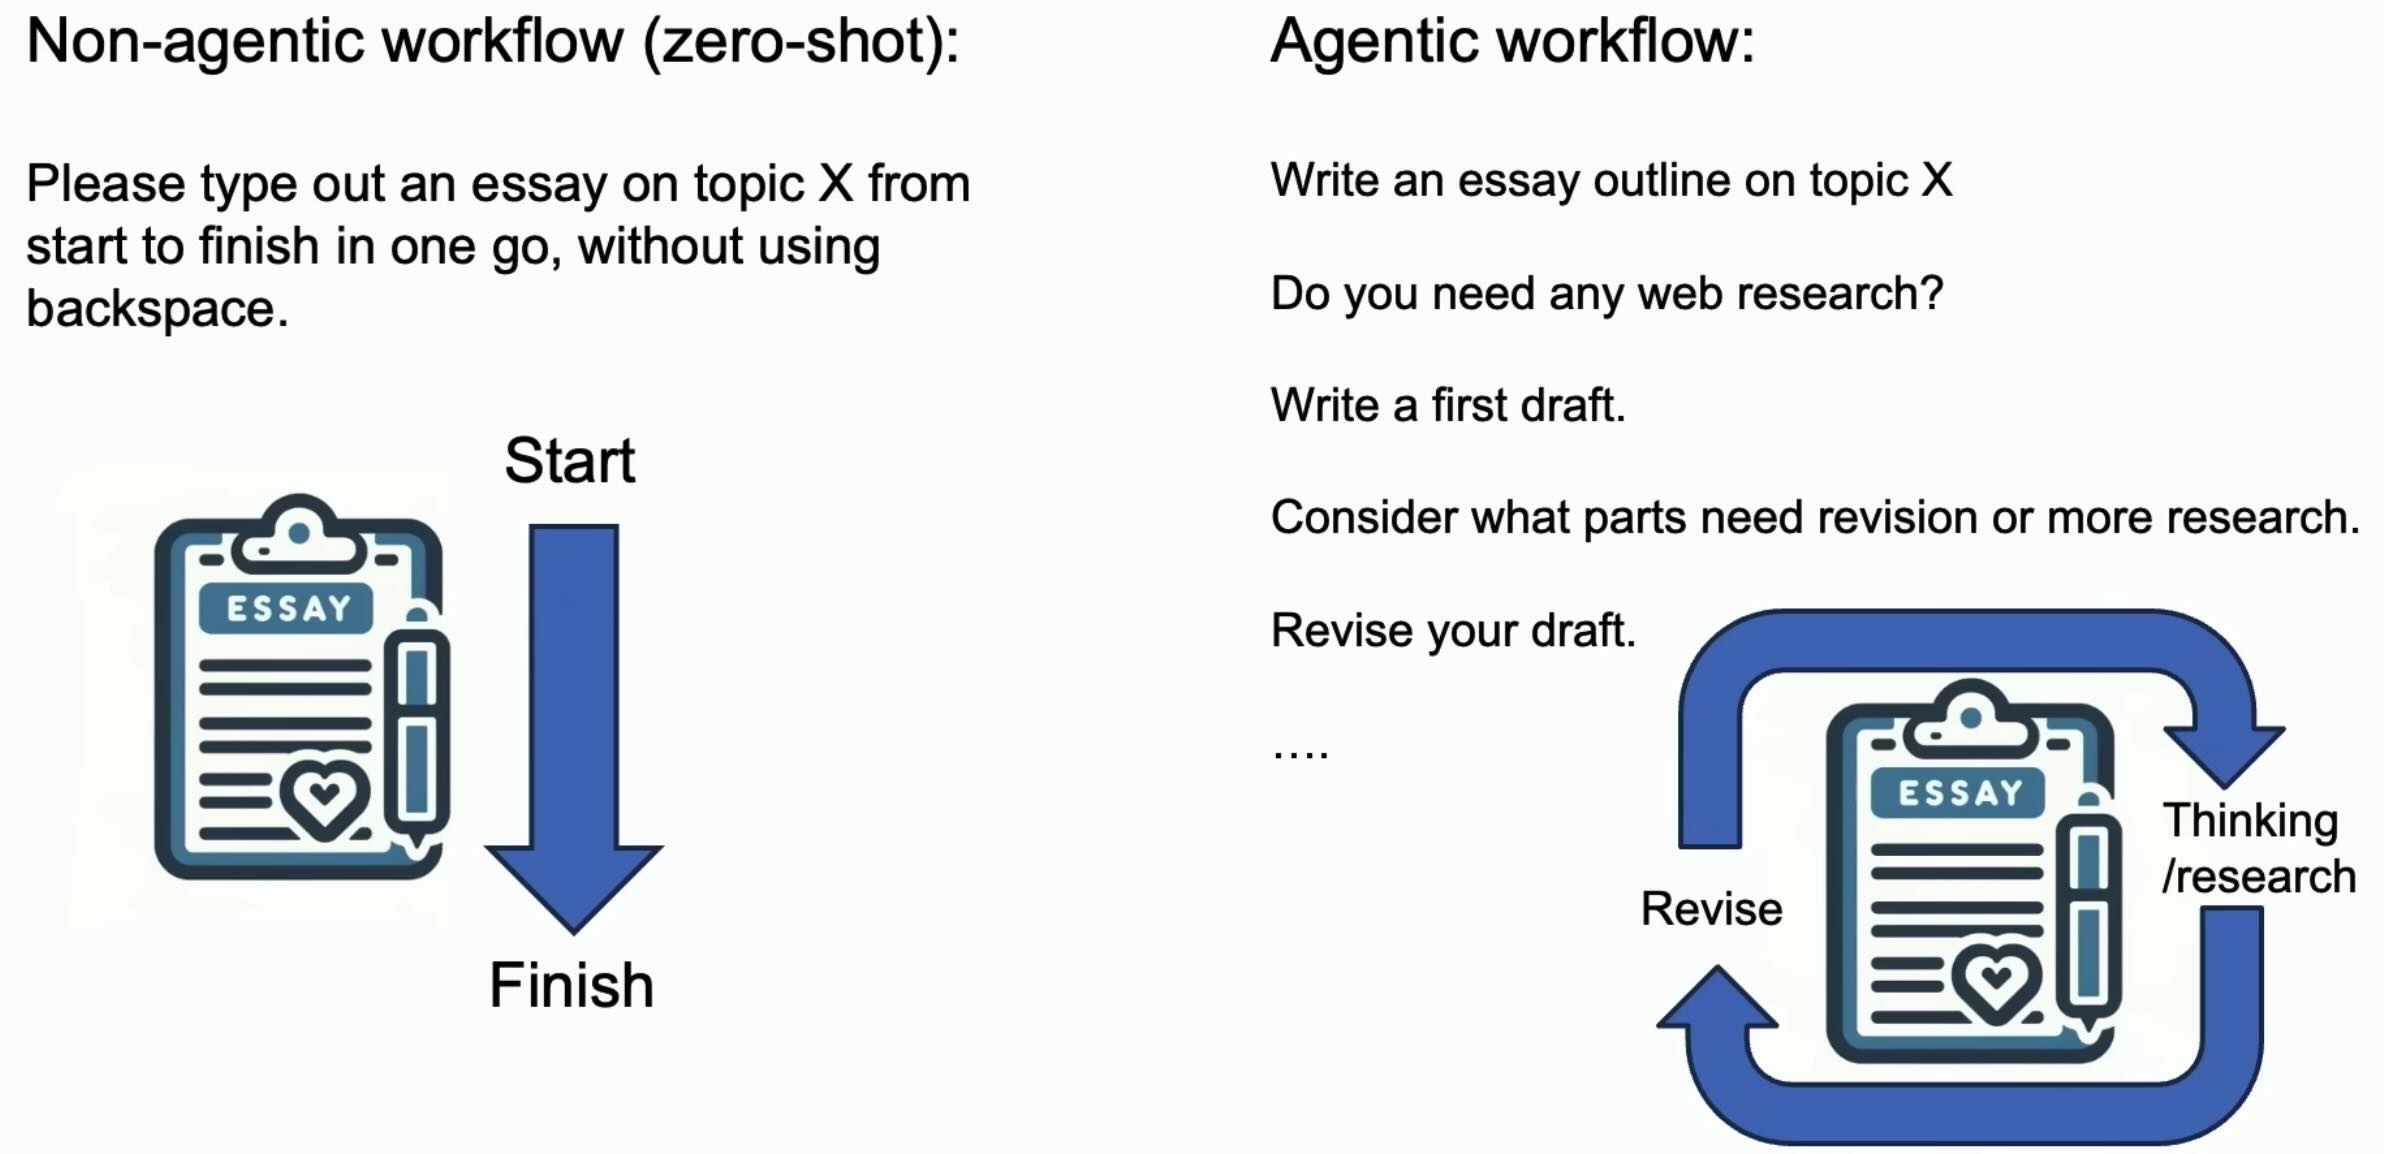 Non-agentic workflow (zero-shot):
Please type out an essay on topic X from
start to finish in one go, without using
backspace.
Start
ESSAY
Finish
Agentic workflow:
Write an essay outline on topic X
Do you need any web research?
Write a first draft.
Consider what parts need revision or more research.
Revise your draft.
....
ESSAY
Thinking
/research
Revise